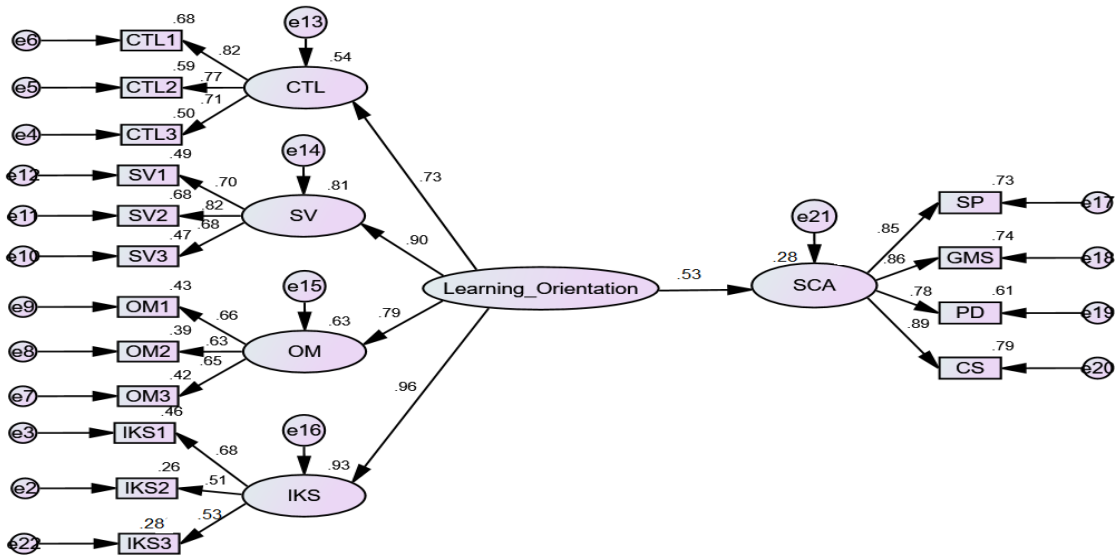 e6
CTL1
.68
.82
e13
.54
CTL
e5
CTL2
.59
.77
e4
CTL3
.50
.71
e12
SV1
.49
.70
e14
.81
SV
e11
SV2
.68
.82
e10
SV3
.47
.68
e9
OM1
.43
.66
e15
.63
OM
e8
OM2
.39
.63
e7
OM3
.42
.65
e3
IKS1
.46
.68
e16
.93
IKS
e2
IKS2
.26
.51
e22
IKS3
.28
.53
.73
.90
.79
.96
Learning_Orientation
.53
e21
.28
SCA
.85
SP
.73
e17
.86
GMS
.74
e18
.78
PD
.61
e19
.89
CS
.79
e20